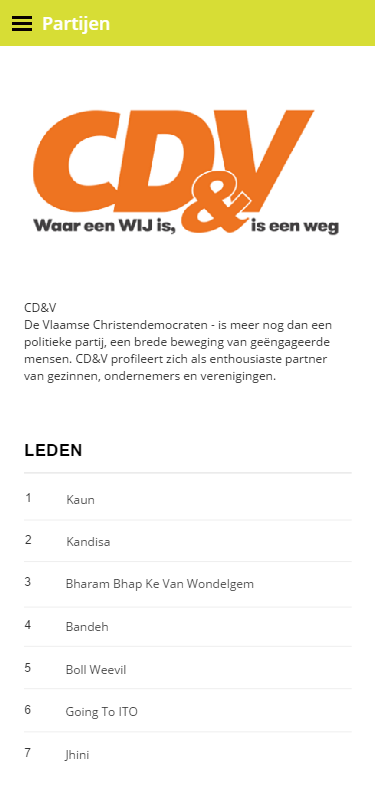 Partijen
CD&V
Waar een WIJ is, is een weg
CD&V
De Vlaamse Christendemocraten - is meer nog dan een
politieke partij, een brede beweging van geëngageerde
mensen. CD&V profileert zich als enthousiaste partner
van gezinnen, ondernemers en verenigingen.
LEDEN
1 Kaun
2 Kandisa
3 Bharam Bhap Ke Van Wondelgem
4 Bandeh
5 Boll Weevil
6 Going To ITO
7 Jhini